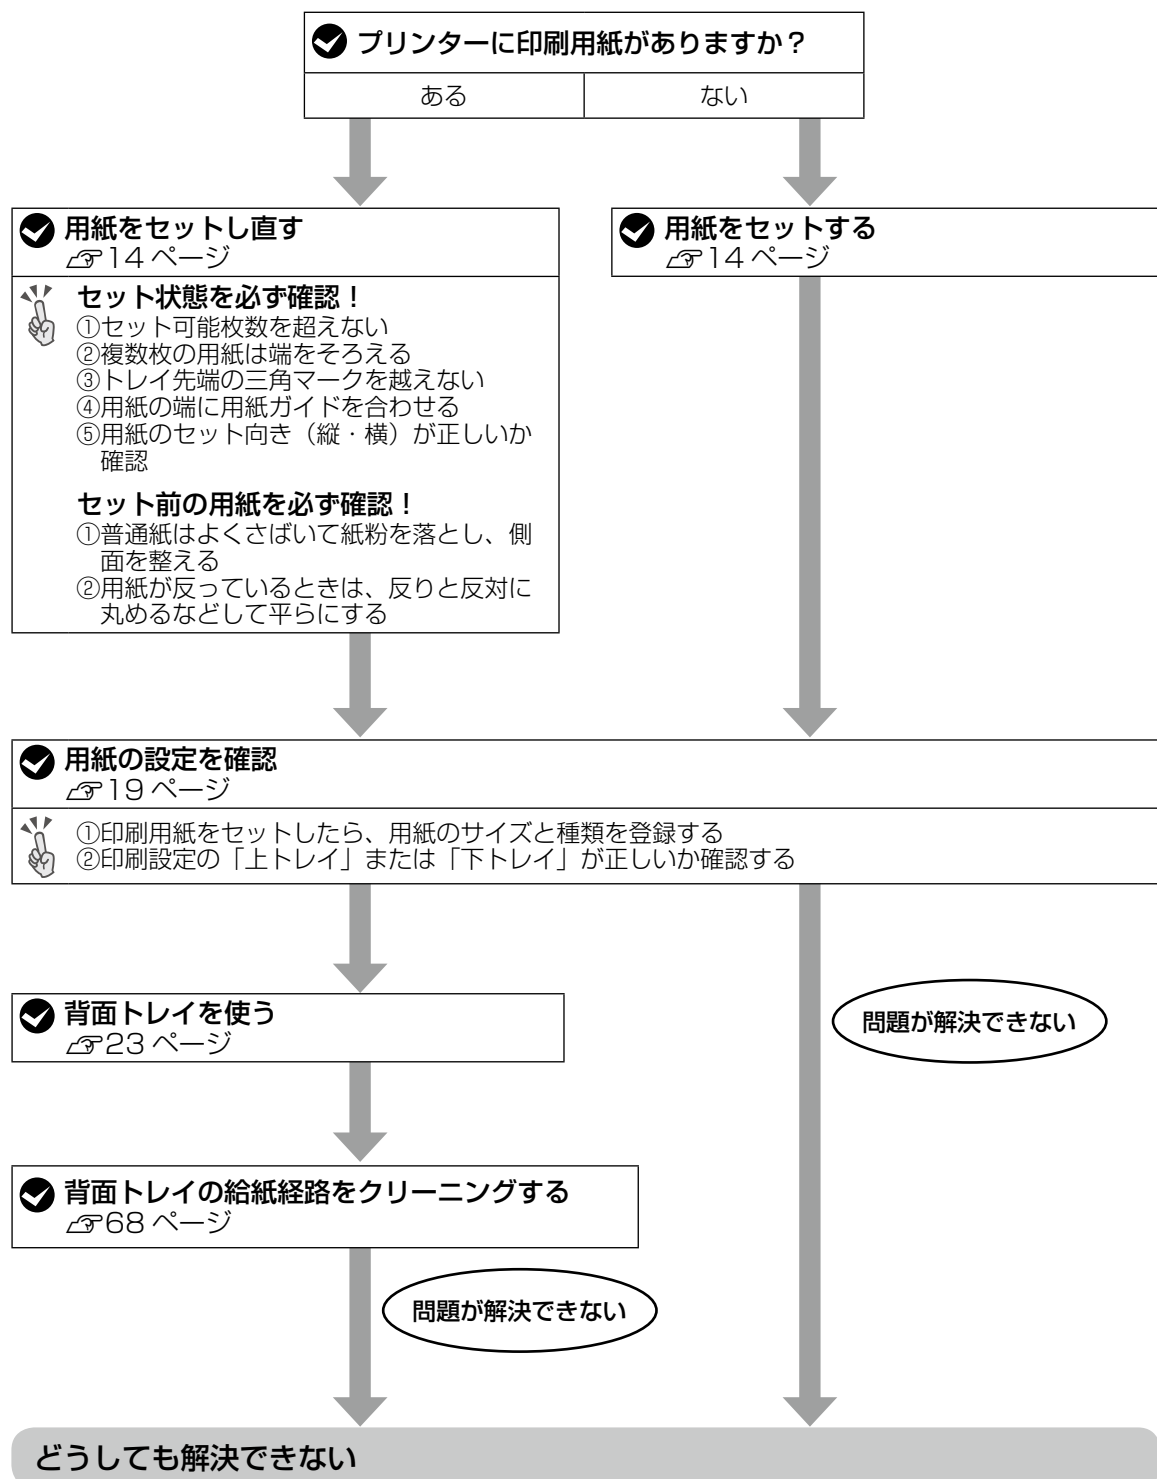 プリンターに印刷用紙がありますか？
ある
ない
用紙をセットし直す
☞14 ページ
用紙をセットする
☞14 ページ
セット状態を必ず確認！
①セット可能枚数を超えない
②複数枚の用紙は端をそろえる
③トレイ先端の三角マークを越えない
④用紙の端に用紙ガイドを合わせる
⑤用紙のセット向き（縦・横）が正しいか
確認
セット前の用紙を必ず確認！
①普通紙はよくさばいて紙粉を落とし、側
面を整える
②用紙が反っているときは、反りと反対に
丸めるなどして平らにする
用紙の設定を確認
☞19 ページ
①印刷用紙をセットしたら、用紙のサイズと種類を登録する
②印刷設定の「上トレイ」または「下トレイ」が正しいか確認する
背面トレイを使う
☞23 ページ
問題が解決できない
背面トレイの給紙経路をクリーニングする
☞68 ページ
問題が解決できない
どうしても解決できない